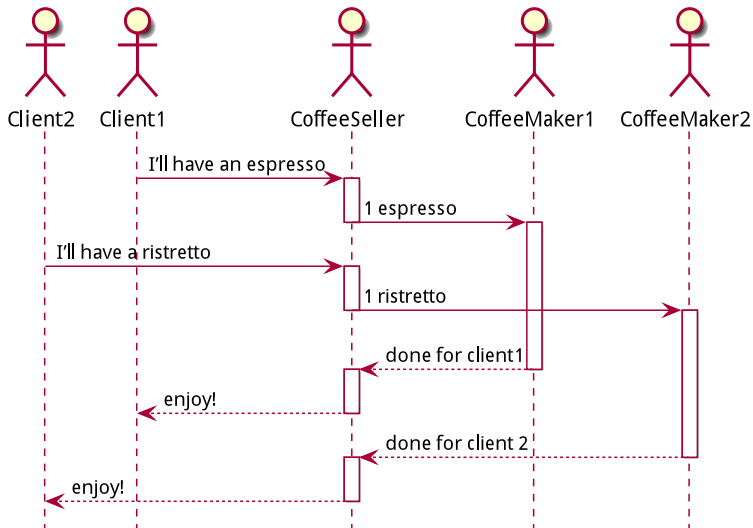 Client2 Client1 CoffeeSeller CoffeeMaker1 CoffeeMaker2
I'll have an espresso
1 espresso
I'll have a ristretto
1 ristretto
done for client1
enjoy!
done for client 2
enjoy!